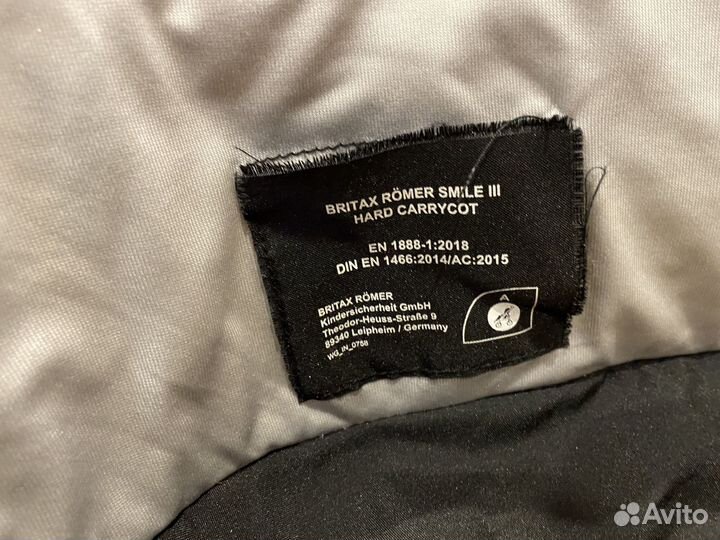 BRITAX RÖMER SMILE III
HARD CARRYCOT
EN 1888-1:2018
DIN EN 1466:2014/AC:2015
BRITAX RÖMER
Kindersicherheit GmbH
Theodor-Heuss-Straße 9
89340 Leipheim / Germany
WG_IN_0758
A
Avito